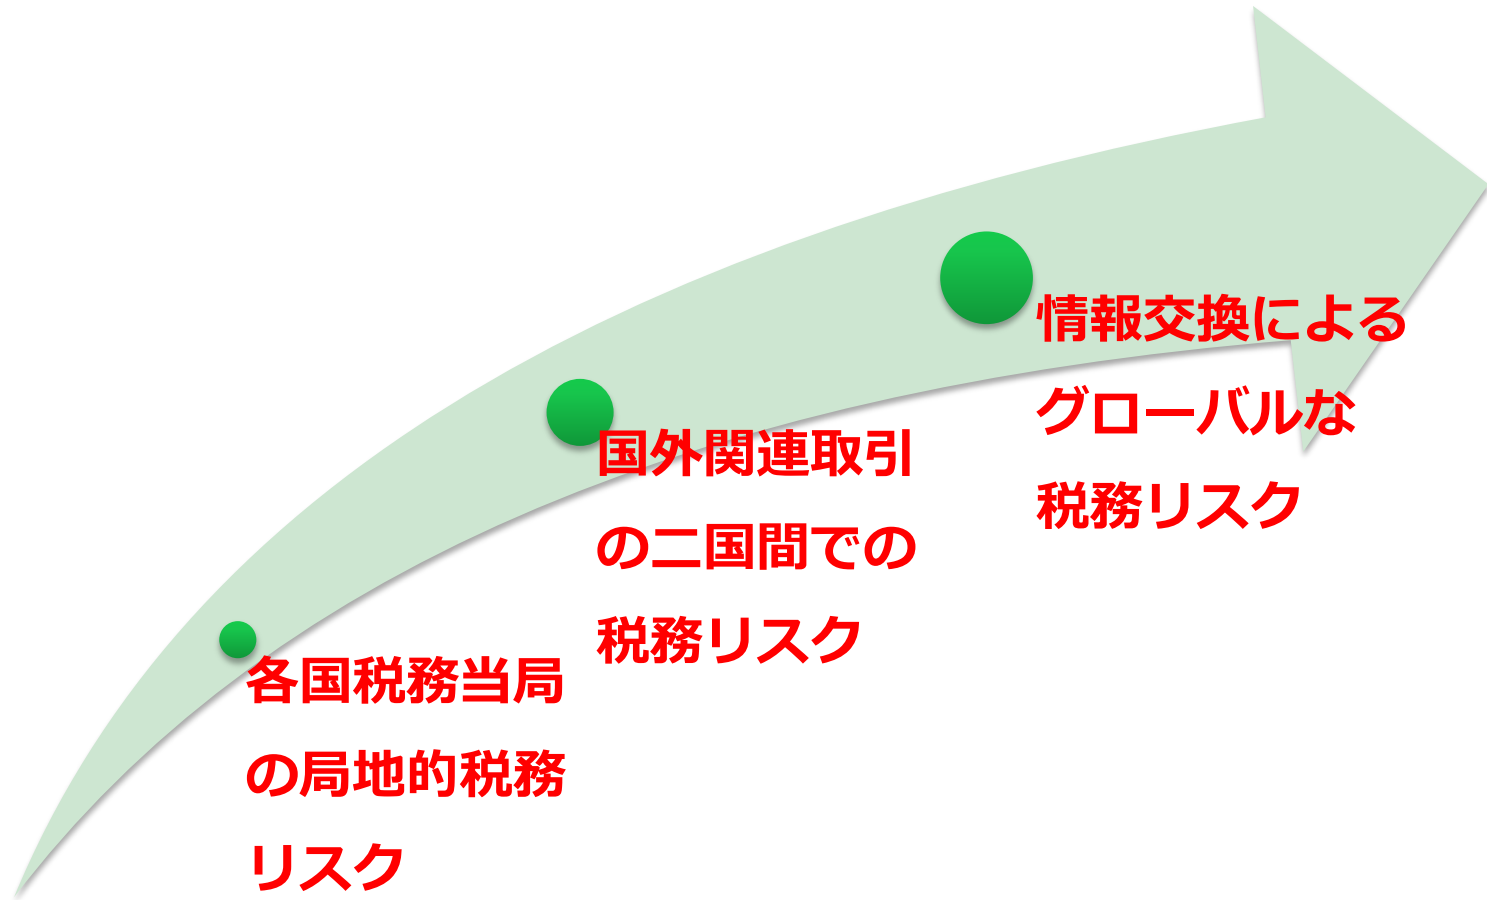 情報交換による
グローバルな
税務リスク
国外関連取引
の二国間での
税務リスク
各国税務当局
の局地的税務
リスク